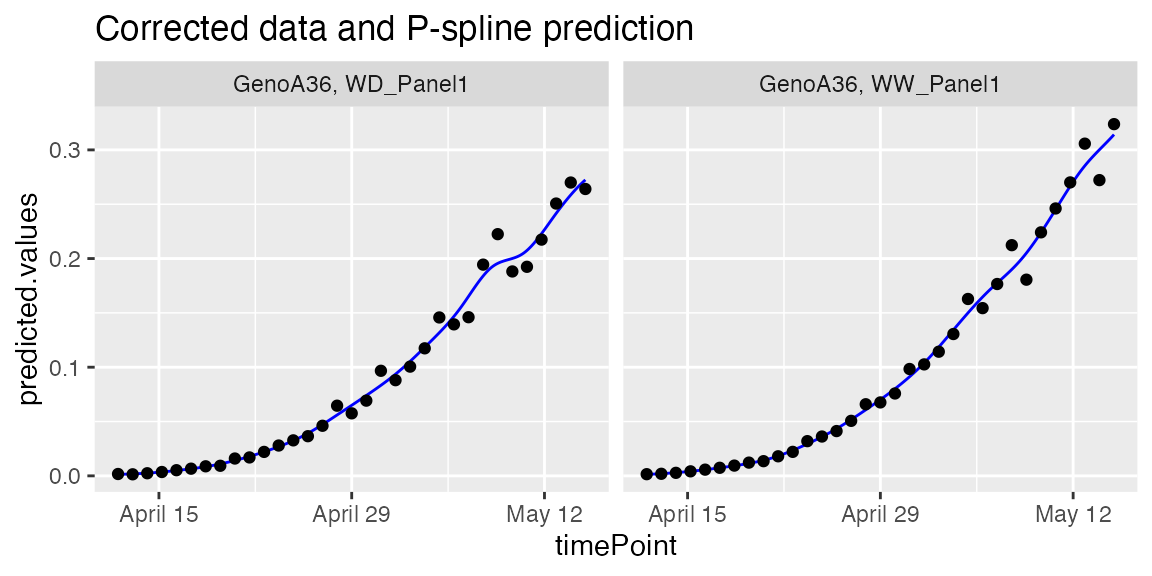 Corrected data and P-spline prediction
GenoA36, WD_Panel1
GenoA36, WW_Panel1
predicted.values
0.3
0.2
0.1
0.0
April 15
April 29
May 12
April 15
April 29
May 12
timePoint